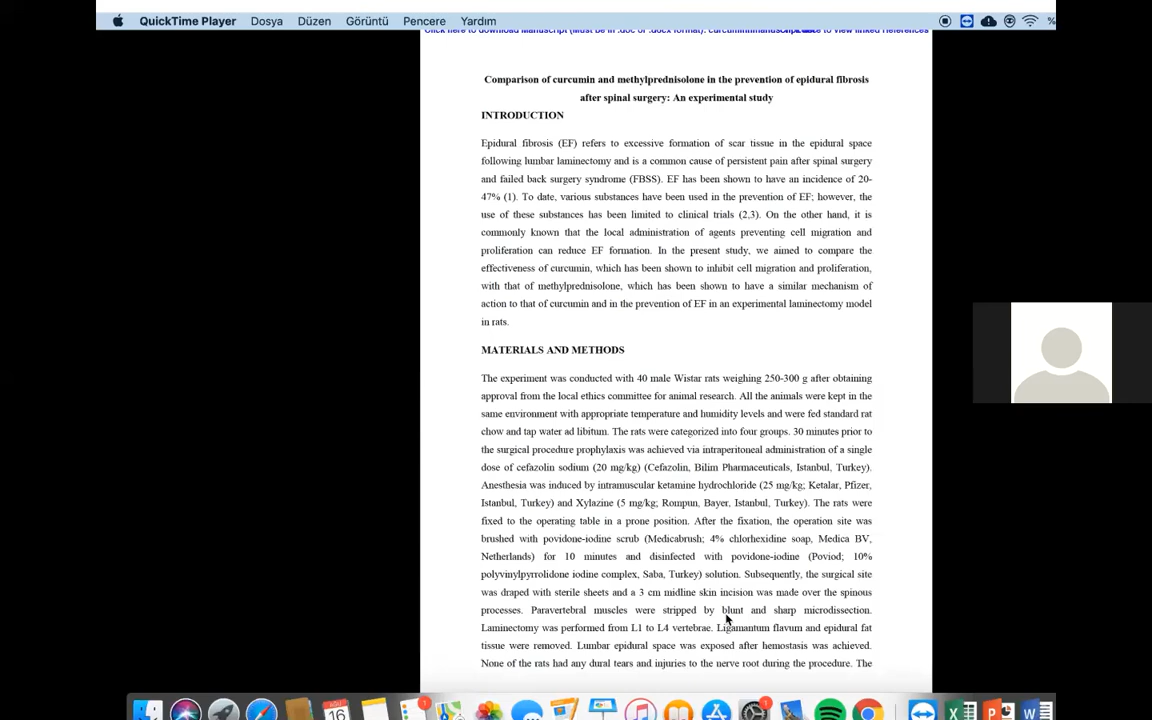 QuickTime Player Dosya Düzen Görüntü Pencere Yardım %
Click here to download Manuscript (Must be in .doc or .docx format): to view linked References
Comparison of curcumin and methylprednisolone in the prevention of epidural fibrosis
after spinal surgery: An experimental study
INTRODUCTION
Epidural fibrosis (EF) refers to excessive formation of scar tissue in the epidural space
following lumbar laminectomy and is a common cause of persistent pain after spinal surgery
and failed back surgery syndrome (FBSS). EF has been shown to have an incidence of 20-
47% (1). To date, various substances have been used in the prevention of EF; however, the
use of these substances has been limited to clinical trials (2,3). On the other hand, it is
commonly known that the local administration of agents preventing cell migration and
proliferation can reduce EF formation. In the present study, we aimed to compare the
effectiveness of curcumin, which has been shown to inhibit cell migration and proliferation,
with that of methylprednisolone, which has been shown to have a similar mechanism of
action to that of curcumin and in the prevention of EF in an experimental laminectomy model
in rats.
MATERIALS AND METHODS
The experiment was conducted with 40 male Wistar rats weighing 250-300 g after obtaining
approval from the local ethics committee for animal research. All the animals were kept in the
same environment with appropriate temperature and humidity levels and were fed standard rat
chow and tap water ad libitum. The rats were categorized into four groups. 30 minutes prior to
the surgical procedure prophylaxis was achieved via intraperitoneal administration of a single
dose of cefazolin sodium (20 mg/kg) (Cefazolin, Bilim Pharmaceuticals, Istanbul, Turkey).
Anesthesia was induced by intramuscular ketamine hydrochloride (25 mg/kg; Ketalar, Pfizer,
Istanbul, Turkey) and Xylazine (5 mg/kg; Rompun, Bayer, Istanbul, Turkey). The rats were
fixed to the operating table in a prone position. After the fixation, the operation site was
brushed with povidone-iodine scrub (Medicabrush; 4% chlorhexidine soap, Medica BV,
Netherlands) for 10 minutes and disinfected with povidone-iodine (Poviod; 10%
polyvinylpyrrolidone iodine complex, Saba, Turkey) solution. Subsequently, the surgical site
was draped with sterile sheets and a 3 cm midline skin incision was made over the spinous
processes. Paravertebral muscles were stripped by blunt and sharp microdissection.
Laminectomy was performed from L1 to L4 vertebrae. Ligamantum flavum and epidural fat
tissue were removed. Lumbar epidural space was exposed after hemostasis was achieved.
None of the rats had any dural tears and injuries to the nerve root during the procedure. The
16 1 1